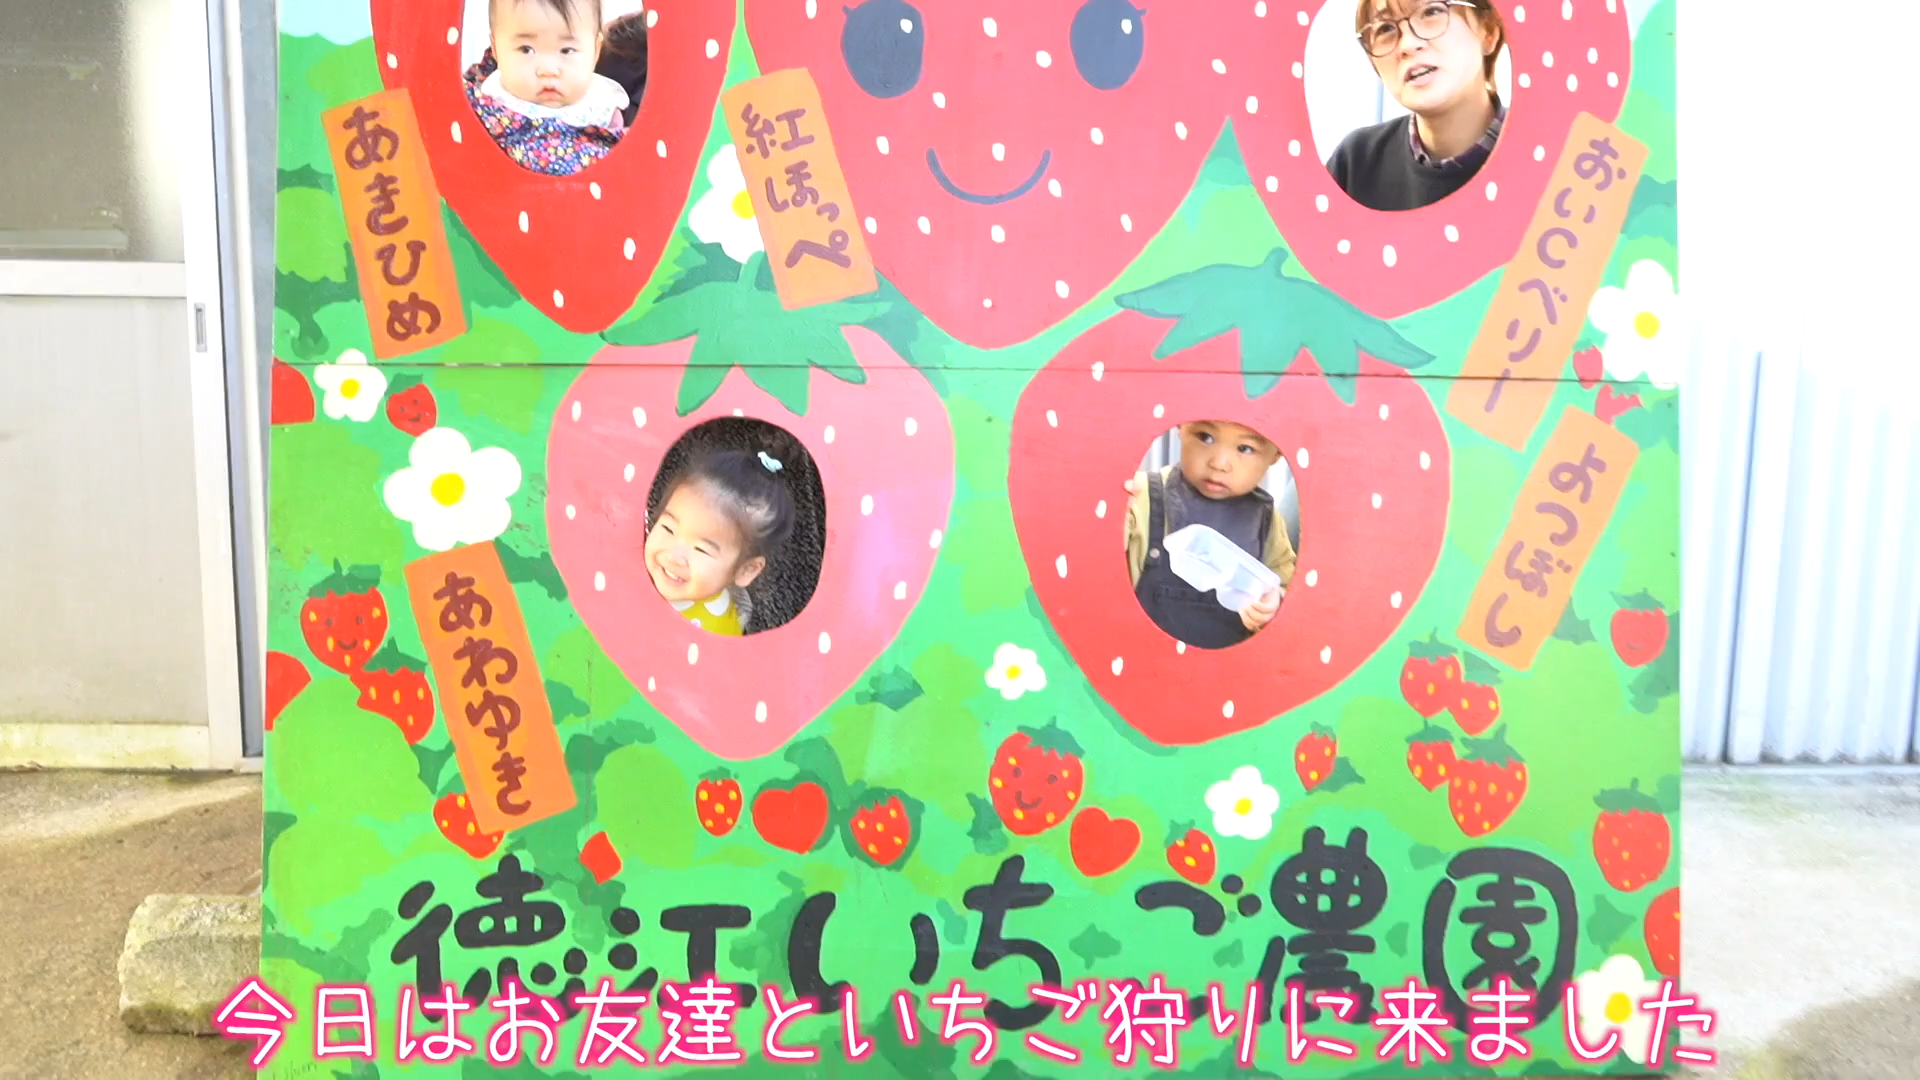 あきひめ
紅ほっぺ
おいCベリー
よつぼし
あわゆき
徳江いちご農園
今日はお友達といちご狩りに来ました